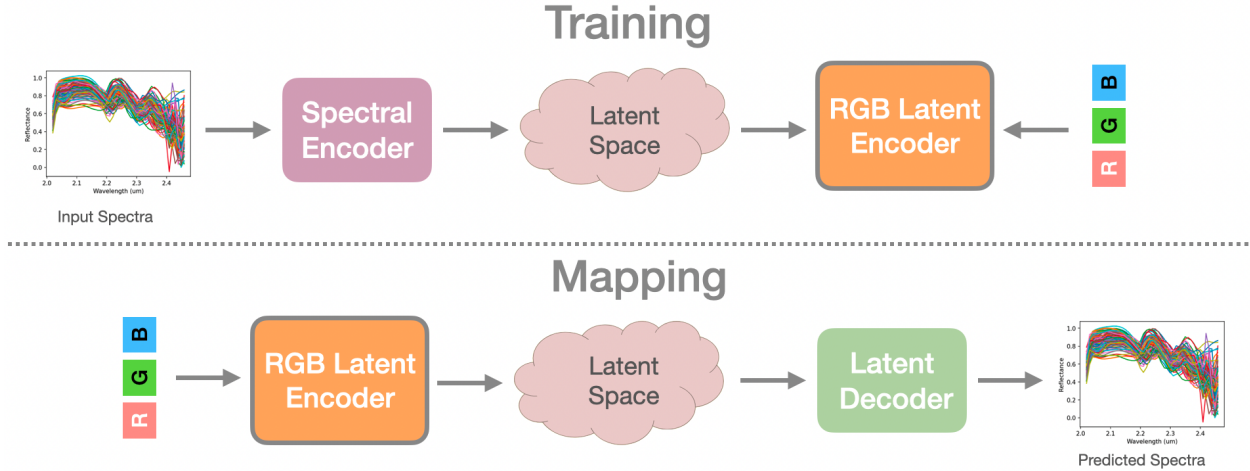 Training
1.0
0.8
0.6
0.4
0.2
0.0
Reflectance
2.0 2.1 2.2 2.3 2.4
Wavelength (um)
Input Spectra
Spectral
Encoder
Latent
Space
RGB Latent
Encoder
B
G
R
Mapping
B
G
R
RGB Latent
Encoder
Latent
Space
Latent
Decoder
1.0
0.8
0.6
0.4
0.2
0.0
Reflectance
2.0 2.1 2.2 2.3 2.4
Wavelength (um)
Predicted Spectra